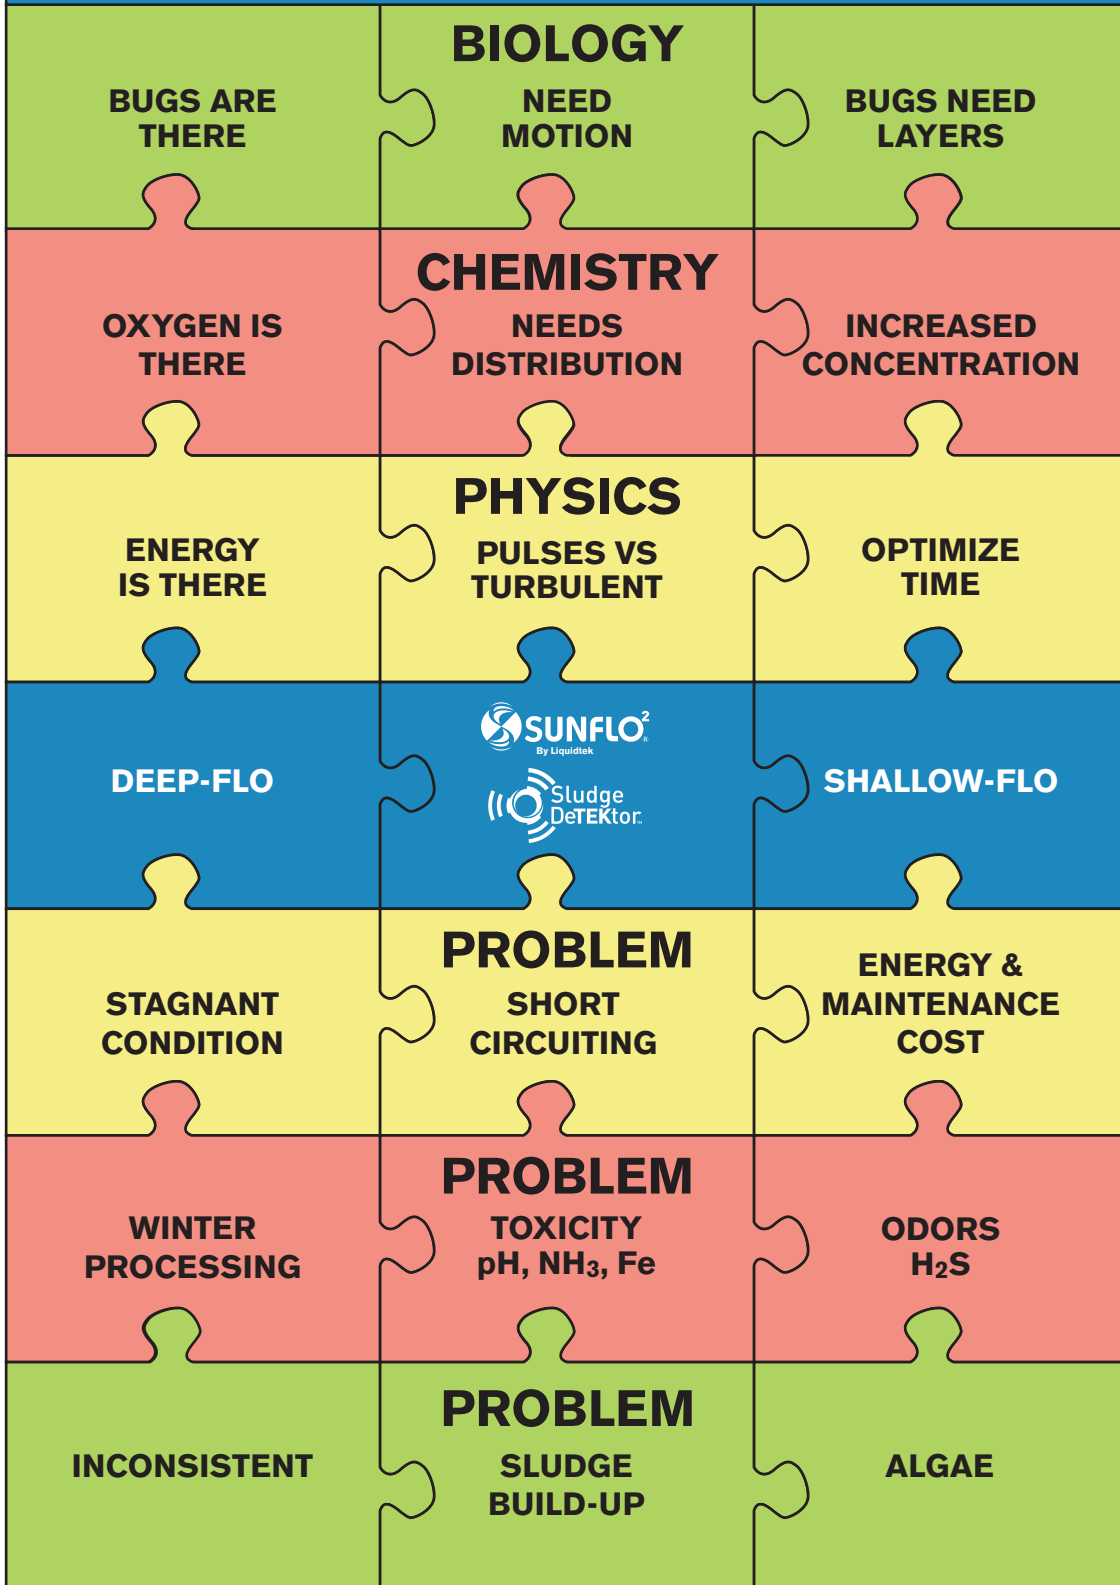 BIOLOGY
BUGS ARE
THERE
NEED
MOTION
BUGS NEED
LAYERS
CHEMISTRY
OXYGEN IS
THERE
NEEDS
DISTRIBUTION
INCREASED
CONCENTRATION
PHYSICS
ENERGY
IS THERE
PULSES VS
TURBULENT
OPTIMIZE
TIME
DEEP-FLO
SUNFLO²®
By Liquidtek
Sludge
DeTEKtor™
SHALLOW-FLO
PROBLEM
STAGNANT
CONDITION
SHORT
CIRCUITING
ENERGY &
MAINTENANCE
COST
PROBLEM
WINTER
PROCESSING
TOXICITY
pH, NH₃, Fe
ODORS
H₂S
PROBLEM
INCONSISTENT
SLUDGE
BUILD-UP
ALGAE